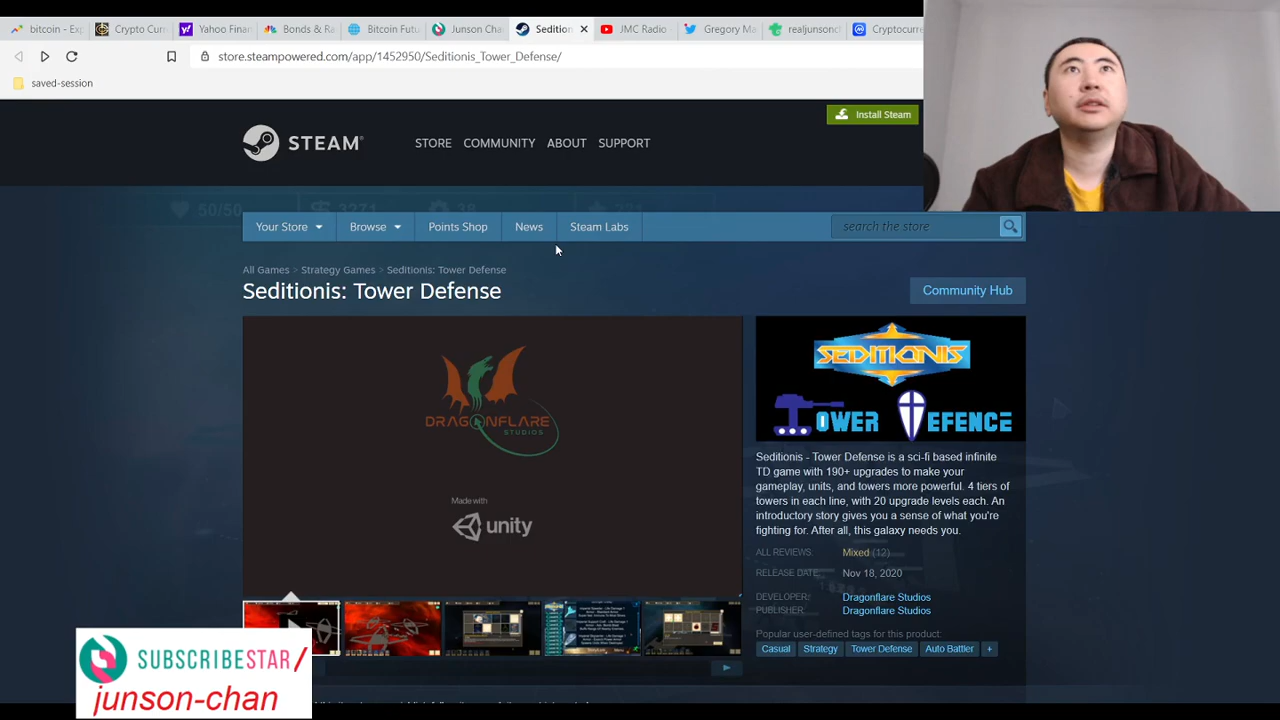 bitcoin - Exp
Crypto Curr
Yahoo Finan
Bonds & Ra
Bitcoin Futu
Junson Chan
Sedition
JMC Radio
Gregory Ma
realjunsonch
Cryptocurre
store.steampowered.com/app/1452950/Seditionis_Tower_Defense/
saved-session
Install Steam
STEAM®
STORE COMMUNITY ABOUT SUPPORT
50/50
Your Store Browse Points Shop News Steam Labs
search the store
All Games > Strategy Games > Seditionis: Tower Defense
Seditionis: Tower Defense
Community Hub
DRAGONFLARE
STUDIOS
Made with
unity
SEDITIONIS
TOWER DEFENCE
Seditionis - Tower Defense is a sci-fi based infinite
TD game with 190+ upgrades to make your
gameplay, units, and towers more powerful. 4 tiers of
towers in each line, with 20 upgrade levels each. An
introductory story gives you a sense of what you're
fighting for. After all, this galaxy needs you.
ALL REVIEWS: Mixed (12)
RELEASE DATE: Nov 18, 2020
DEVELOPER: Dragonflare Studios
PUBLISHER: Dragonflare Studios
Popular user-defined tags for this product:
Casual Strategy Tower Defense Auto Battler +
SUBSCRIBESTAR/
junson-chan